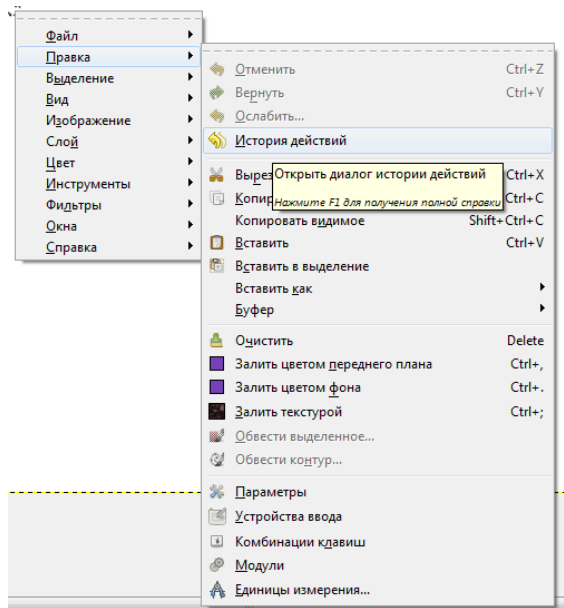 Файл
Правка
Выделение
Вид
Изображение
Слой
Цвет
Инструменты
Фильтры
Окна
Справка
Отменить Ctrl+Z
Вернуть Ctrl+Y
Ослабить...
История действий
Открыть диалог истории действий
Нажмите F1 для получения полной справки
Выре Ctrl+X
Копир Ctrl+C
Копировать видимое Shift+Ctrl+C
Вставить Ctrl+V
Вставить в выделение
Вставить как
Буфер
Очистить Delete
Залить цветом переднего плана Ctrl+,
Залить цветом фона Ctrl+.
Залить текстурой Ctrl+;
Обвести выделенное...
Обвести контур...
Параметры
Устройства ввода
Комбинации клавиш
Модули
Единицы измерения...